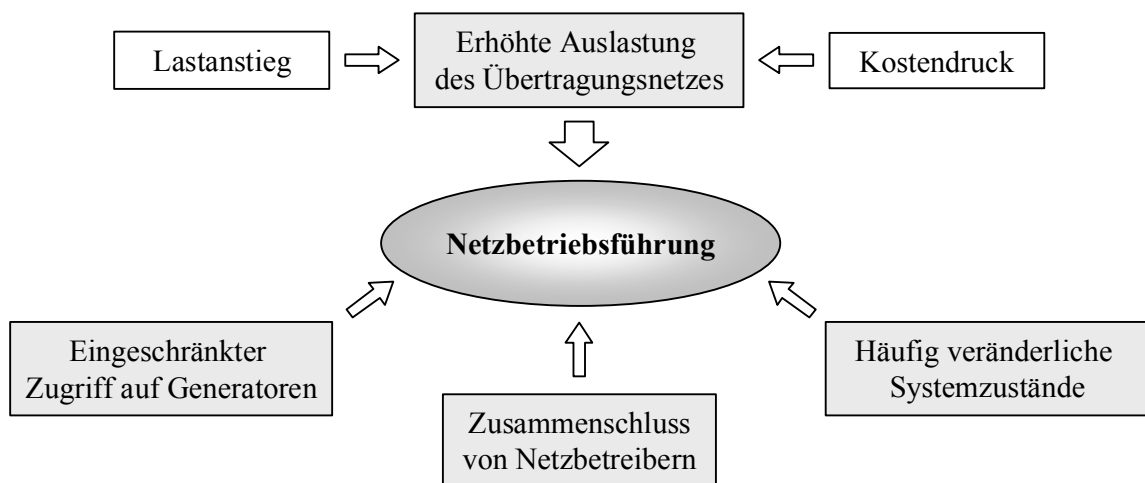 Lastanstieg
Erhöhte Auslastung
des Übertragungsnetzes
Kostendruck
Netzbetriebsführung
Eingeschränkter
Zugriff auf Generatoren
Zusammenschluss
von Netzbetreibern
Häufig veränderliche
Systemzustände